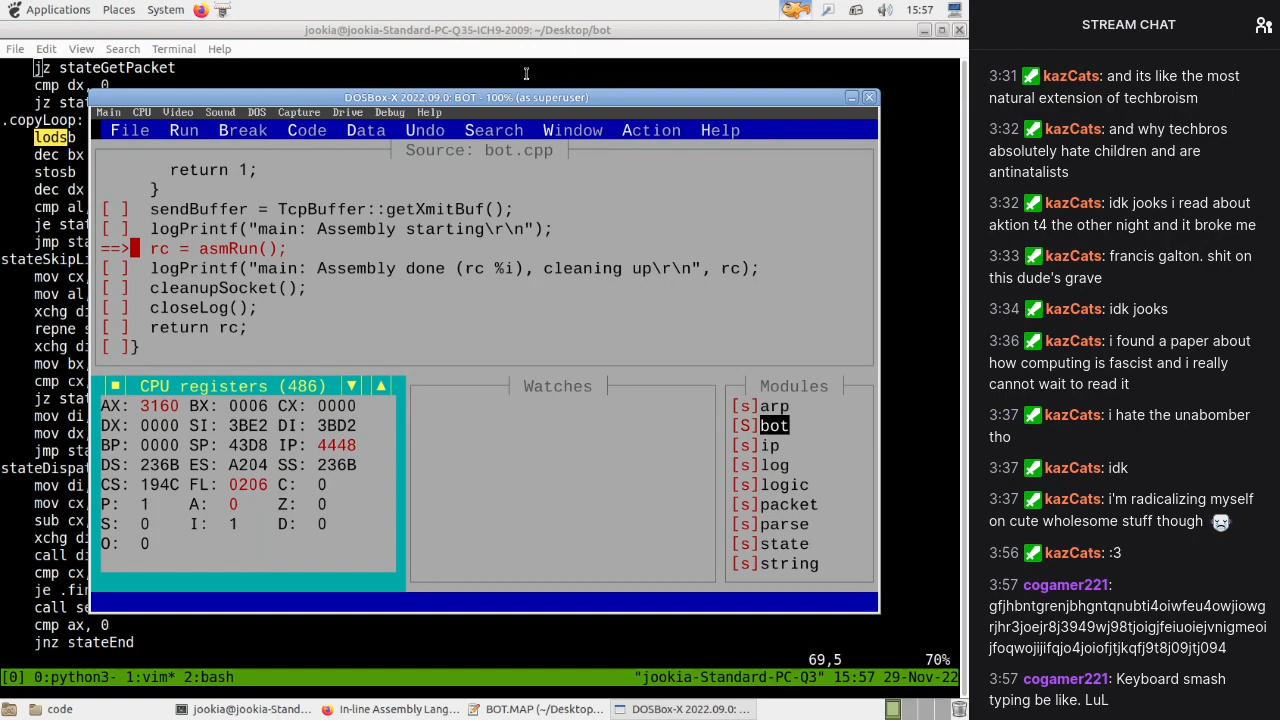 Applications Places System 15:57
jookia@jookia-Standard-PC-Q35-ICH9-2009: ~/Desktop/bot
File Edit View Search Terminal Help
jz stateGetPacket
cmp dx, 0
jz stat
.copyLoop:
lodsb
dec bx
stosb
dec dx
cmp al,
je state
jmp stat
stateSkipLi
mov cx,
mov al,
xchg di
repne s
xchg di
mov bx,
cmp cx,
jz stat
mov di,
mov dx,
jmp sta
stateDispat
mov di,
mov cx,
sub cx,
xchg di
call di
cmp cx,
je .fin
call se
cmp ax, 0
jnz stateEnd
69,5 70%
[0] 0:python3- 1:vim* 2:bash "jookia-Standard-PC-Q3" 15:57 29-Nov-22
DOSBox-X 2022.09.0: BOT - 100% (as superuser)
Main CPU Video Sound DOS Capture Drive Debug Help
File Run Break Code Data Undo Search Window Action Help
Source: bot.cpp
return 1;
}
[ ] sendBuffer = TcpBuffer::getXmitBuf();
[ ] logPrintf("main: Assembly starting\r\n");
==> rc = asmRun();
[ ] logPrintf("main: Assembly done (rc %i), cleaning up\r\n", rc);
[ ] cleanupSocket();
[ ] closeLog();
[ ] return rc;
[ ]}
■ CPU registers (486) ▼ ▲
AX: 3160 BX: 0006 CX: 0000
DX: 0000 SI: 3BE2 DI: 3BD2
BP: 0000 SP: 43D8 IP: 4448
DS: 236B ES: A204 SS: 236B
CS: 194C FL: 0206 C: 0
P: 1 A: 0 Z: 0
S: 0 I: 1 D: 0
O: 0
Watches
Modules
[s]arp
[S]bot
[s]ip
[s]log
[s]logic
[s]packet
[s]parse
[s]state
[s]string
code jookia@jookia-Stand... In-line Assembly Lang... BOT.MAP (~/Desktop... DOSBox-X 2022.09.0: ...
STREAM CHAT
3:31 kazCats: and its like the most
natural extension of techbroism
3:32 kazCats: and why techbros
absolutely hate children and are
antinatalists
3:32 kazCats: idk jooks i read about
aktion t4 the other night and it broke me
3:33 kazCats: francis galton. shit on
this dude's grave
3:34 kazCats: idk jooks
3:36 kazCats: i found a paper about
how computing is fascist and i really
cannot wait to read it
3:37 kazCats: i hate the unabomber
tho
3:37 kazCats: idk
3:37 kazCats: i'm radicalizing myself
on cute wholesome stuff though
3:56 kazCats: :3
3:57 cogamer221:
gfjhbntgrenjbhgntqnubti4oiwfeu4owjiowg
rjhr3joejr8j3949wj98tjoigjfeiuoiejvnigmeoi
jfoqwojijifqjo4joiofjtjkqfj9t8j09jtj094
3:57 cogamer221: Keyboard smash
typing be like. LuL